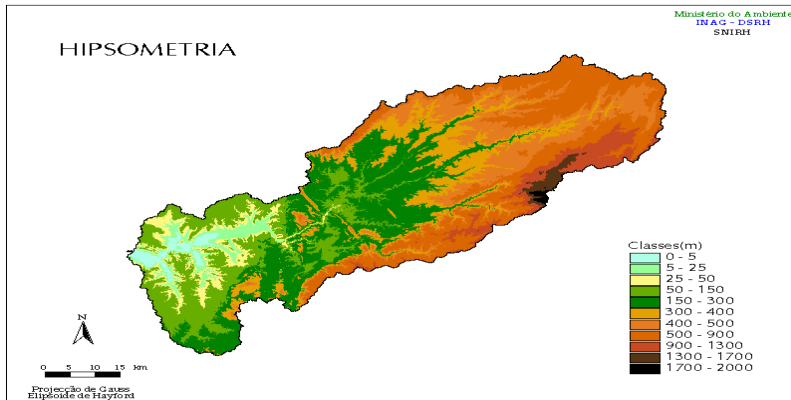 Ministério do Ambiente
INAG - DSRH
SNIRH
HIPSOMETRIA
Classes(m)
0 - 5
5 - 25
25 - 50
50 - 150
150 - 300
300 - 400
400 - 500
500 - 900
900 - 1300
1300 - 1700
1700 - 2000
N
0 5 10 15 km
Projecção de Gauss
Elipsoide de Hayford